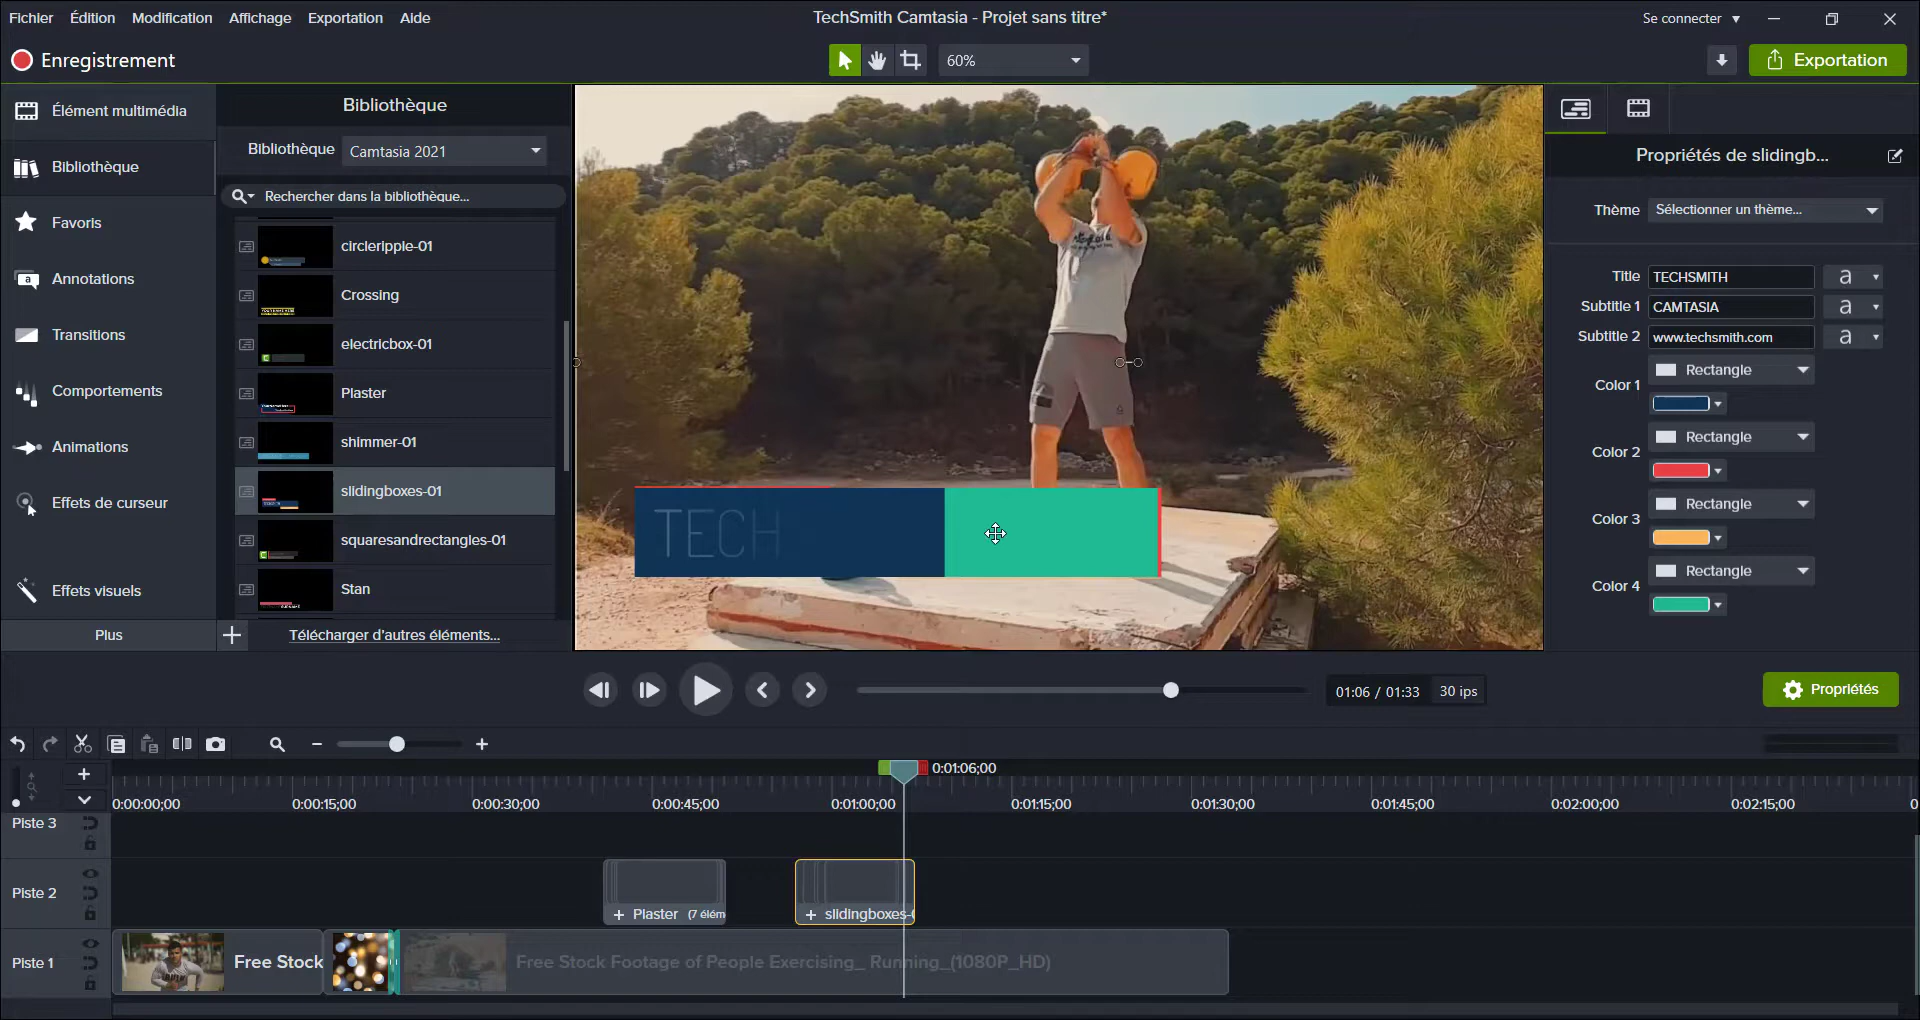 Fichier Édition Modification Affichage Exportation Aide
TechSmith Camtasia - Projet sans titre*
Se connecter
Enregistrement
60%
Exportation
Élément multimédia
Bibliothèque
Favoris
Annotations
Transitions
Comportements
Animations
Effets de curseur
Effets visuels
Plus
Bibliothèque
Bibliothèque Camtasia 2021
Rechercher dans la bibliothèque...
circleripple-01
Crossing
electricbox-01
Plaster
shimmer-01
slidingboxes-01
squaresandrectangles-01
Stan
Télécharger d'autres éléments...
TECH
Propriétés de slidingb...
Thème Sélectionner un thème...
Title TECHSMITH a
Subtitle 1 CAMTASIA a
Subtitle 2 www.techsmith.com a
Color 1 Rectangle
Color 2 Rectangle
Color 3 Rectangle
Color 4 Rectangle
01:06 / 01:33 30 ips
Propriétés
0:01:06;00
0:00:00;00 0:00:15;00 0:00:30;00 0:00:45;00 0:01:00;00 0:01:15;00 0:01:30;00 0:01:45;00 0:02:00;00 0:02:15;00 0
Piste 3
Piste 2
+ Plaster (7 élém
+ slidingboxes-
Piste 1
Free Stock
Free Stock Footage of People Exercising_ Running_(1080P_HD)